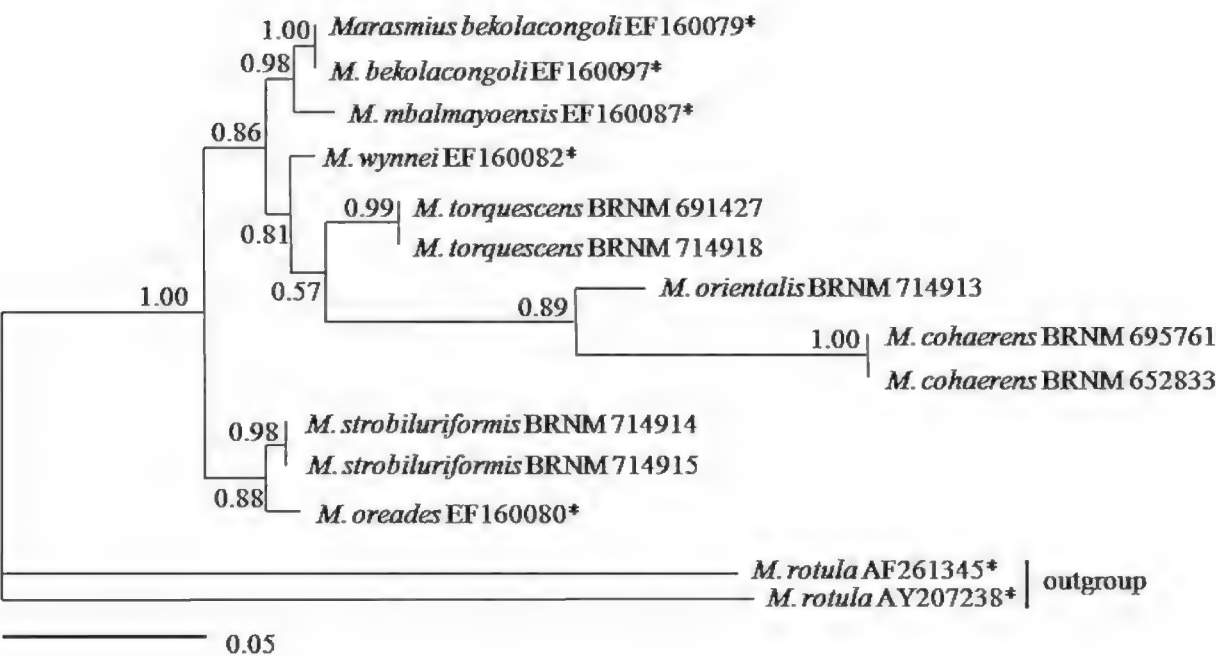 1.00 Marasmius bekolacongoli EF160079*
0.98
M. bekolacongoli EF160097*
M. mbalmayoensis EF160087*
0.86
M. wynnei EF160082*
0.99 M. torquescens BRNM 691427
0.81
M. torquescens BRNM 714918
1.00
0.57
M. orientalis BRNM 714913
0.89
1.00 M. cohaerens BRNM 695761
M. cohaerens BRNM 652833
0.98 M. strobiluriformis BRNM 714914
M. strobiluriformis BRNM 714915
0.88
M. oreades EF160080*
M. rotula AF261345*
outgroup
M. rotula AY207238*
0.05